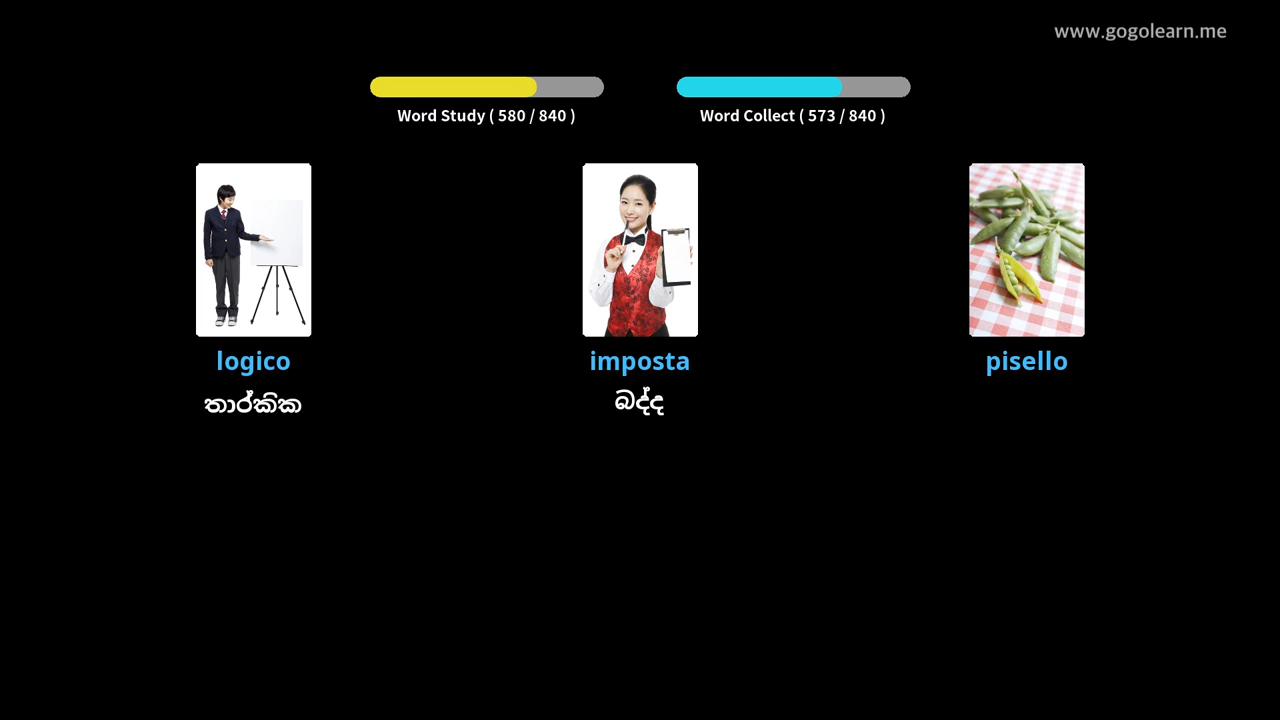 www.gogolearn.me
Word Study ( 580 / 840 )
Word Collect ( 573 / 840 )
logico
imposta
pisello
තාර්කික
බද්ද